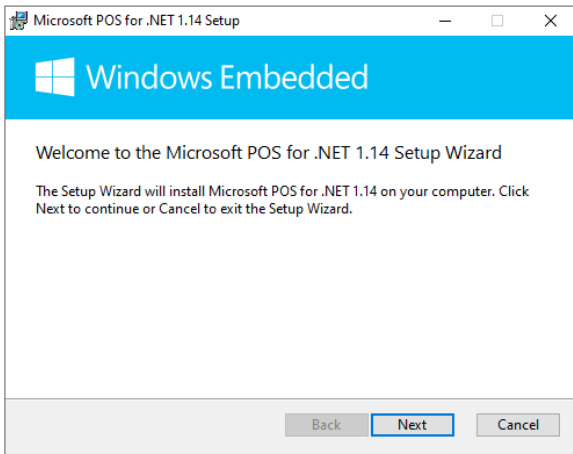 Microsoft POS for .NET 1.14 Setup
Windows Embedded
Welcome to the Microsoft POS for .NET 1.14 Setup Wizard
The Setup Wizard will install Microsoft POS for .NET 1.14 on your computer. Click
Next to continue or Cancel to exit the Setup Wizard.
Back Next Cancel